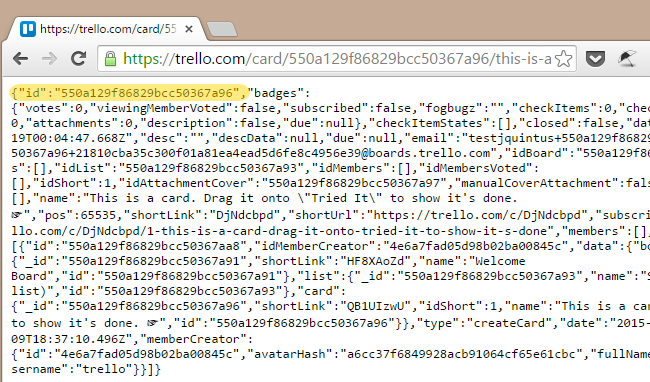 https://trello.com/card/55
https://trello.com/card/550a129f86829bcc50367a96/this-is-a
{"id":"550a129f86829bcc50367a96","badges":
{"votes":0,"viewingMemberVoted":false,"subscribed":false,"fogbugz":"","checkItems":0,"chec
0,"attachments":0,"description":false,"due":null},"checkItemStates":[],"closed":false,"dat
19T00:04:47.668Z","desc":"","descData":null,"due":null,"email":"testjquintus+550a129f86829
50367a96+21810cba35c300f01a81ea4ead5d6fe8c4956e39@boards.trello.com","idBoard":"550a129f86
s":[],"idList":"550a129f86829bcc50367a93","idMembers":[],"idMembersVoted":
[],"idShort":1,"idAttachmentCover":"550a129f86829bcc50367a97","manualCoverAttachment":fals
[],"name":"This is a card. Drag it onto \"Tried It\" to show it's done.
☞","pos":65535,"shortLink":"DjNdcbpd","shortUrl":"https://trello.com/c/DjNdcbpd","subscri
llo.com/c/DjNdcbpd/1-this-is-a-card-drag-it-onto-tried-it-to-show-it-s-done","members":[],
[{"id":"550a129f86829bcc50367aa8","idMemberCreator":"4e6a7fad05d98b02ba00845c","data":{"bo
{"_id":"550a129f86829bcc50367a91","shortLink":"HF8XAoZd","name":"Welcome
Board","id":"550a129f86829bcc50367a91"},"list":{"_id":"550a129f86829bcc50367a93","name":"S
list)","id":"550a129f86829bcc50367a93"},"card":
{"_id":"550a129f86829bcc50367a96","shortLink":"QB1UIzwU","idShort":1,"name":"This is a car
to show it's done. ☞","id":"550a129f86829bcc50367a96"}},"type":"createCard","date":"2015-
09T18:37:10.496Z","memberCreator":
{"id":"4e6a7fad05d98b02ba00845c","avatarHash":"a6cc37f6849928acb91064cf65e61cbc","fullName
sername":"trello"}}]}